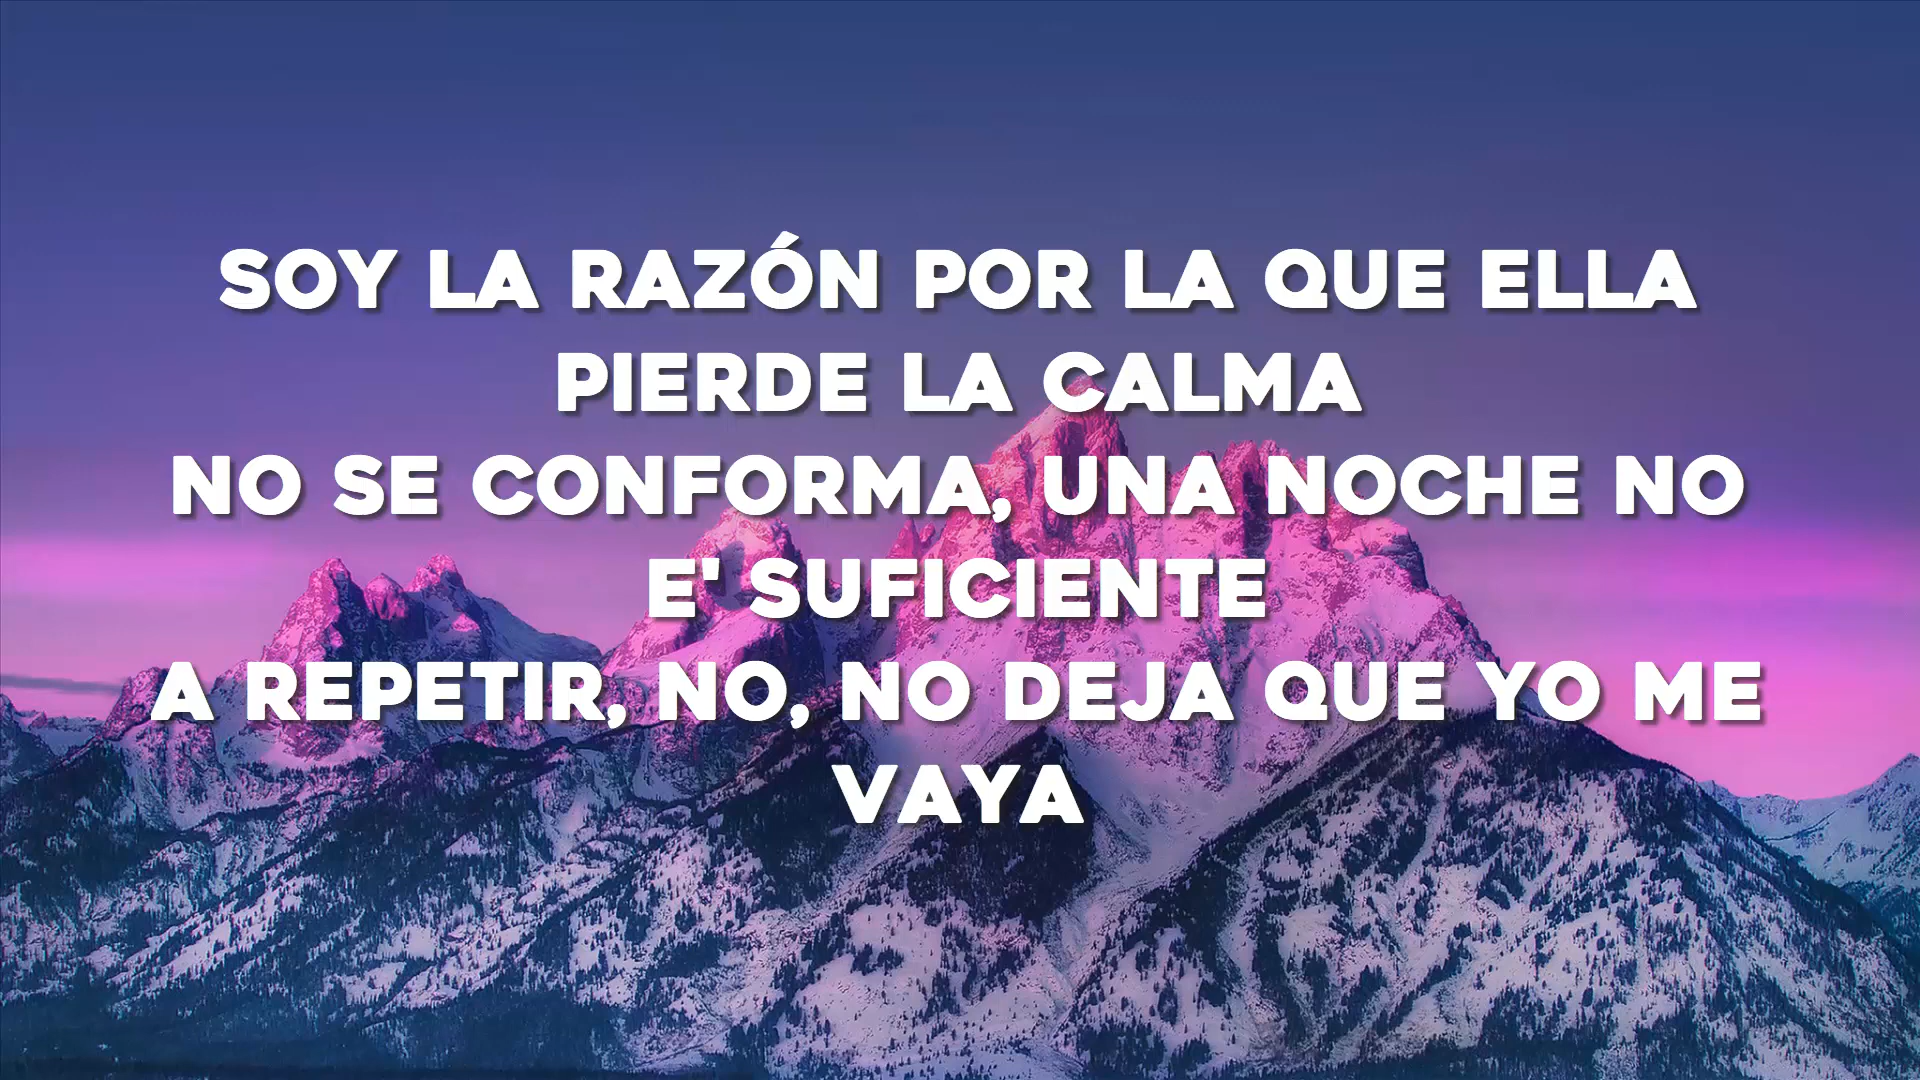 SOY LA RAZÓN POR LA QUE ELLA
PIERDE LA CALMA
NO SE CONFORMA, UNA NOCHE NO
E' SUFICIENTE
A REPETIR, NO, NO DEJA QUE YO ME
VAYA